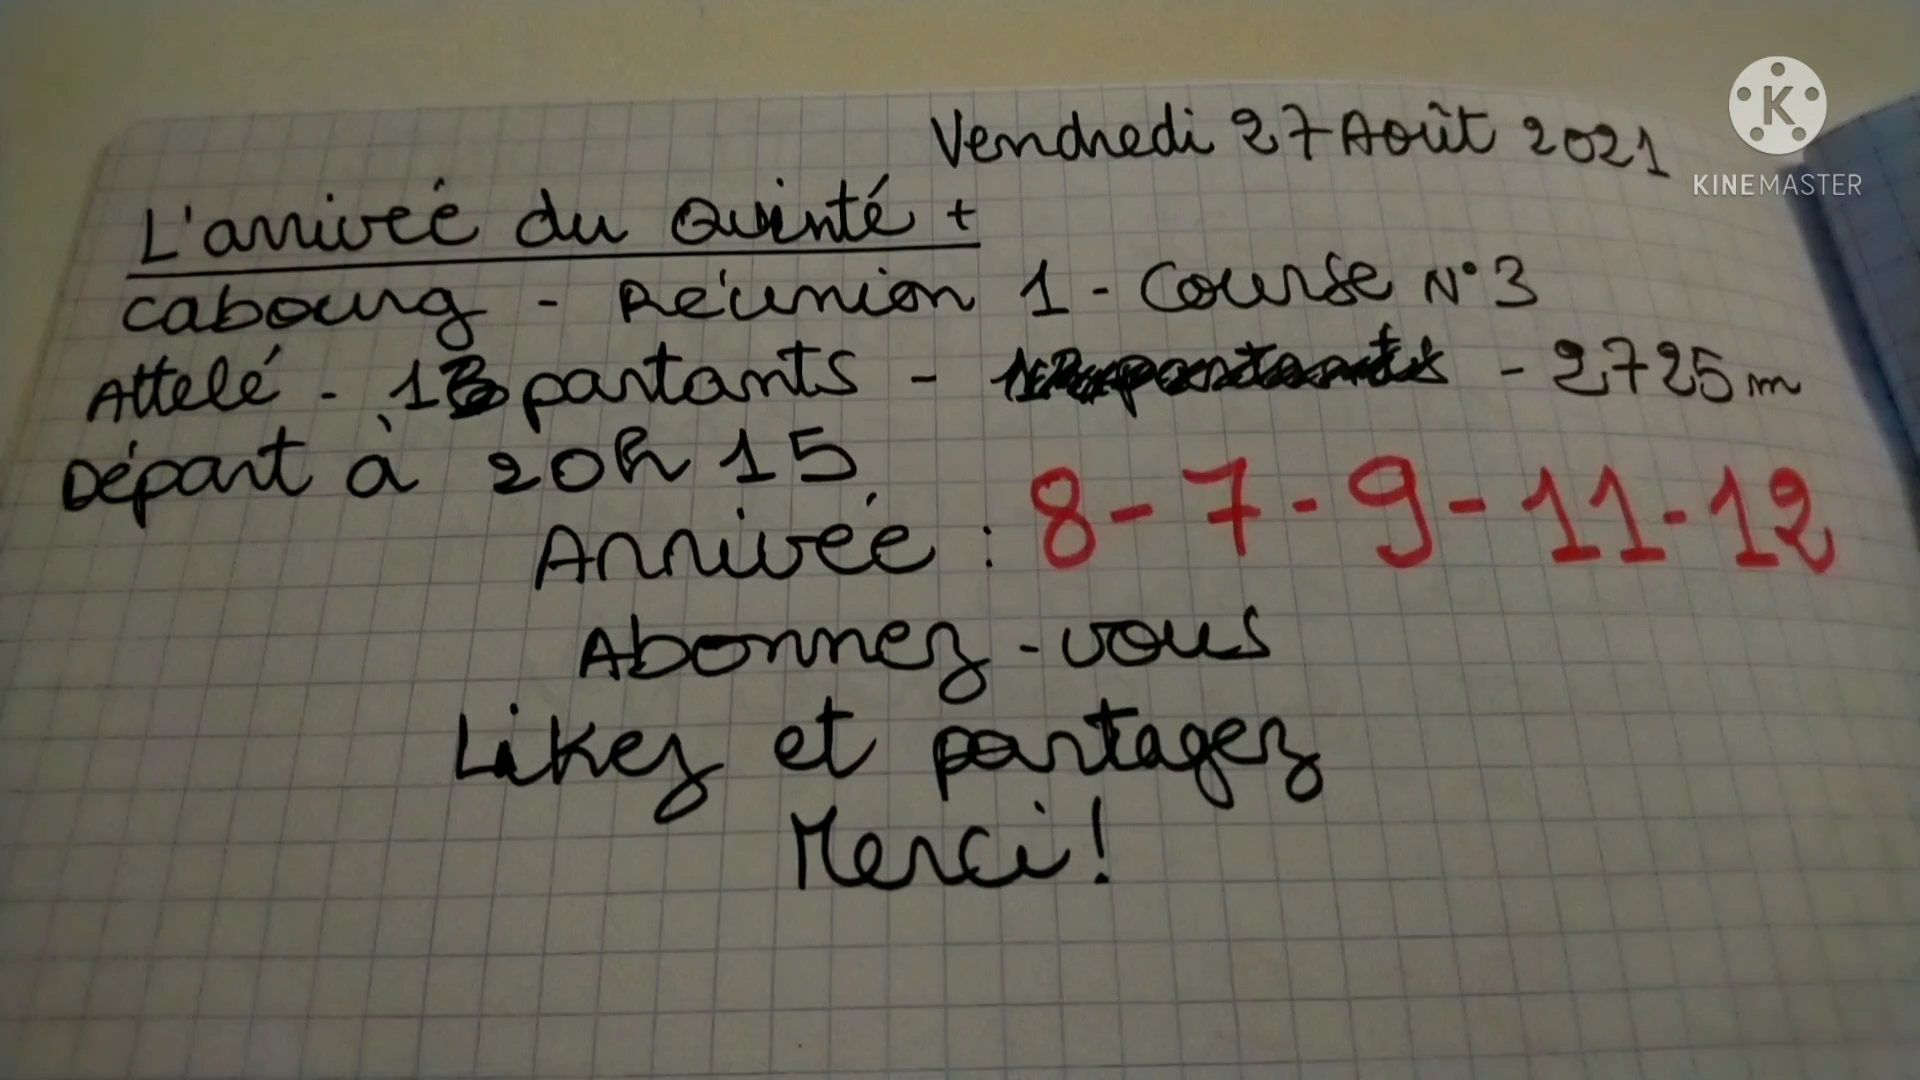 Vendredi 27 Août 2021
KINEMASTER
L'arrivée du Quinté +
Cabourg - Réunion 1 - Course N°3
Attelé - 13 partants - - 2725m
Départ à 20h15
Arrivée : 8-7-9-11-12
Abonnez-vous
Likez et partagez
Merci!